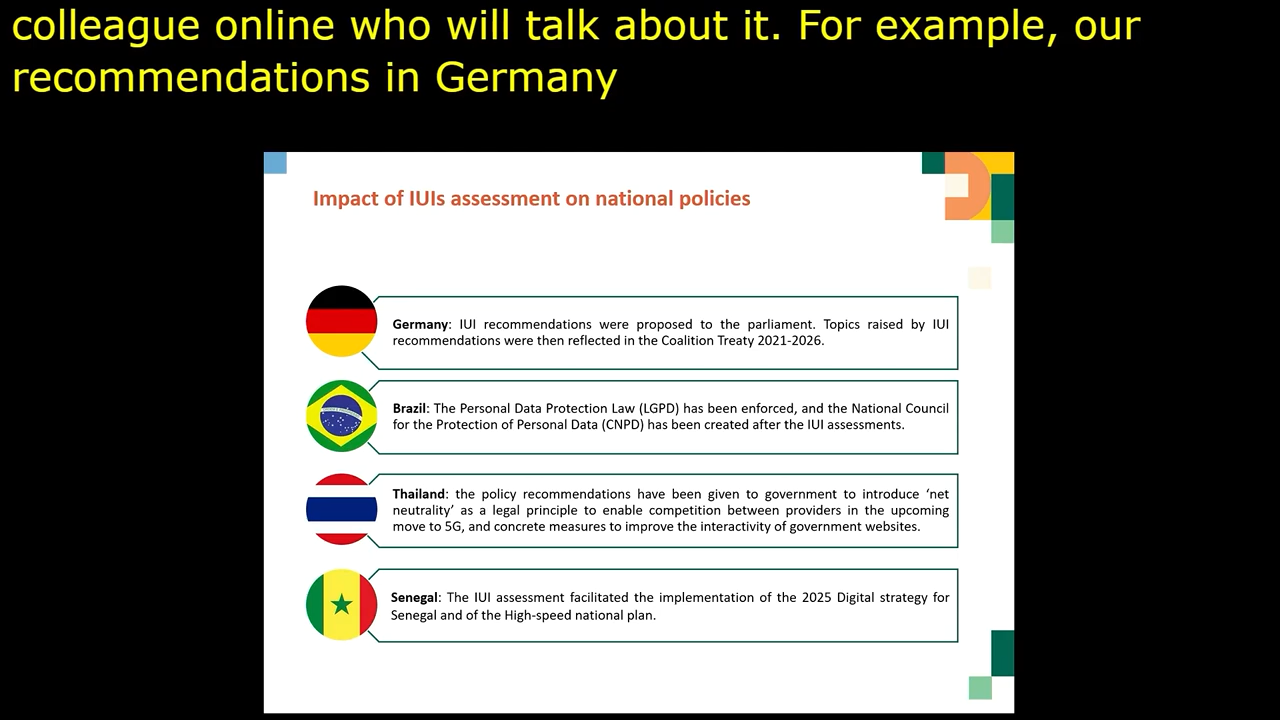 colleague online who will talk about it. For example, our
recommendations in Germany
Impact of IUIs assessment on national policies
Germany: IUI recommendations were proposed to the parliament. Topics raised by IUI
recommendations were then reflected in the Coalition Treaty 2021-2026.
Brazil: The Personal Data Protection Law (LGPD) has been enforced, and the National Council
for the Protection of Personal Data (CNPD) has been created after the IUI assessments.
Thailand: the policy recommendations have been given to government to introduce ‘net
neutrality’ as a legal principle to enable competition between providers in the upcoming
move to 5G, and concrete measures to improve the interactivity of government websites.
Senegal: The IUI assessment facilitated the implementation of the 2025 Digital strategy for
Senegal and of the High-speed national plan.